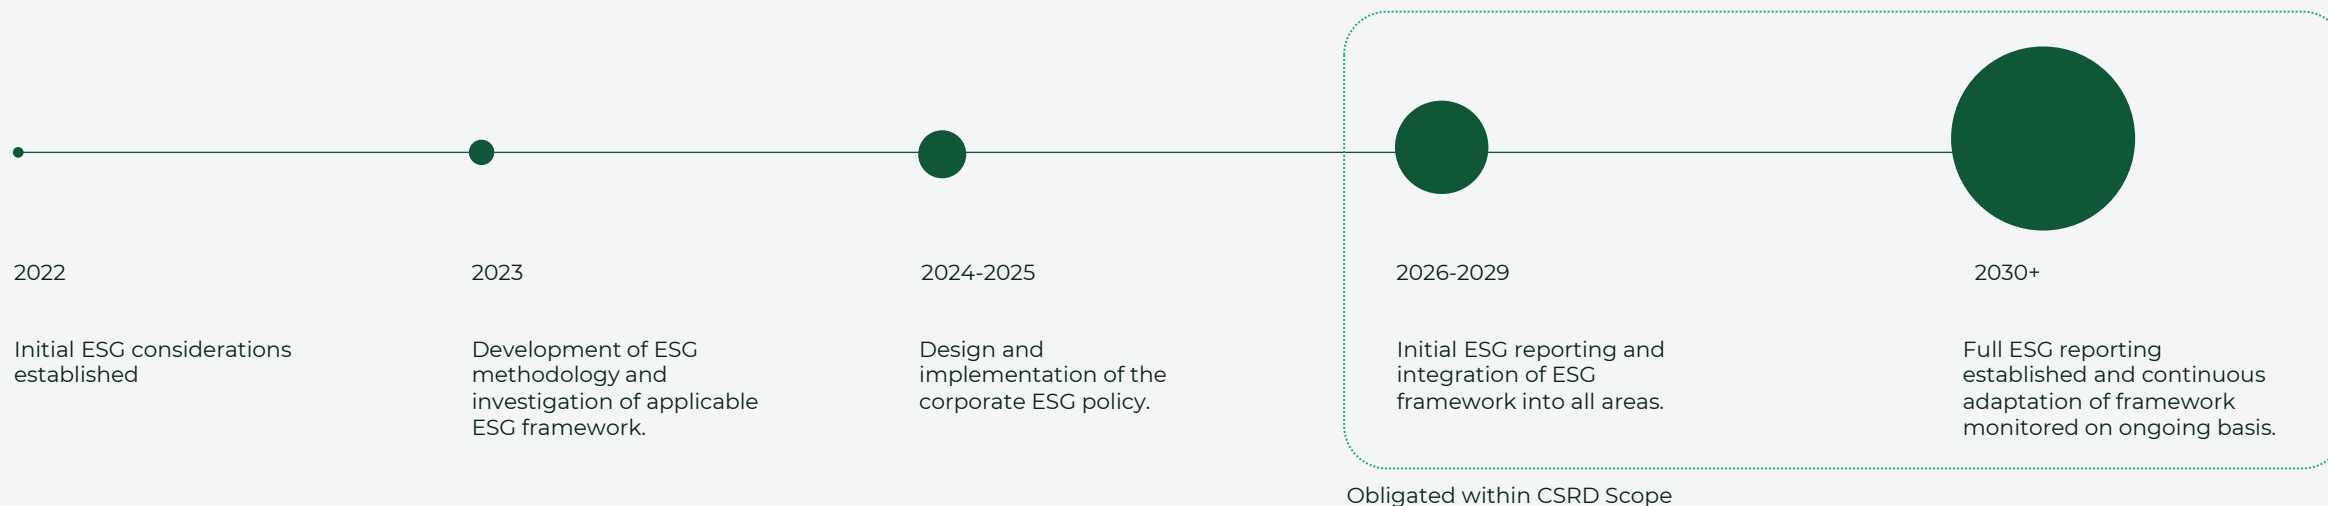 2022
Initial ESG considerations
established
2023
Development of ESG
methodology and
investigation of applicable
ESG framework.
2024-2025
Design and
implementation of the
corporate ESG policy.
2026-2029
Initial ESG reporting and
integration of ESG
framework into all areas.
2030+
Full ESG reporting
established and continuous
adaptation of framework
monitored on ongoing basis.
Obligated within CSRD Scope